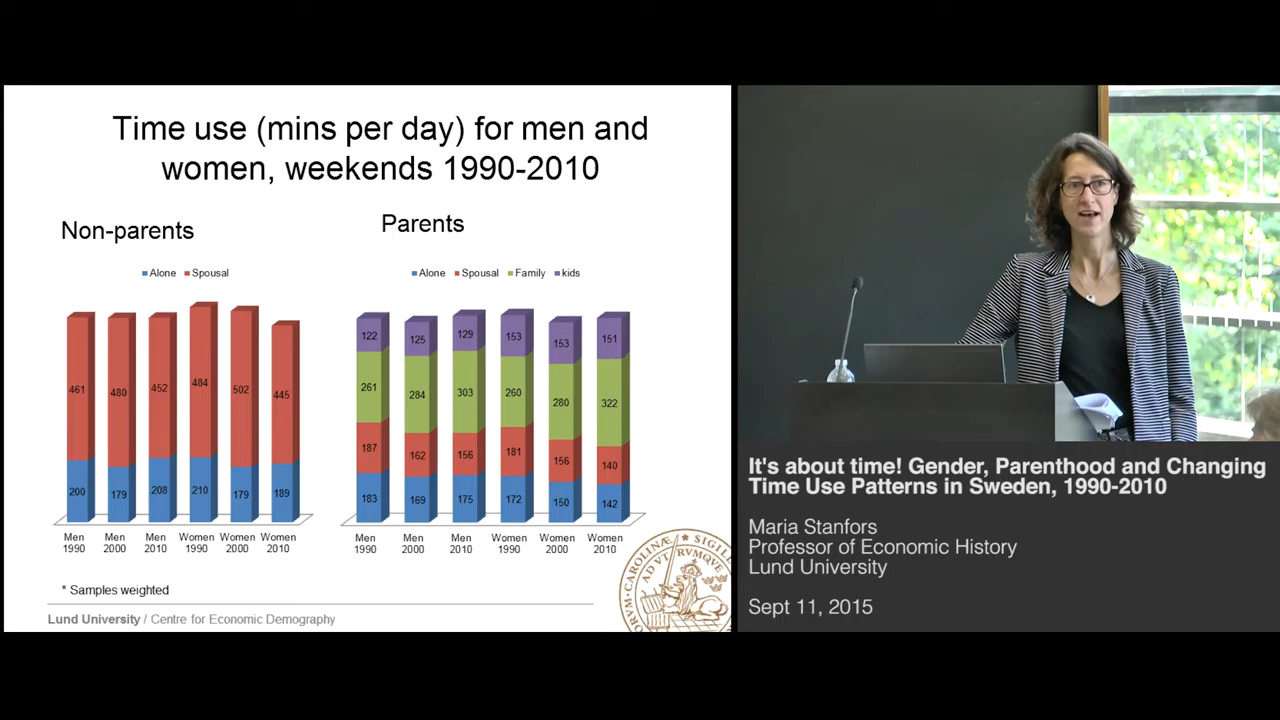 Time use (mins per day) for men and
women, weekends 1990-2010
Non-parents
Parents
Alone Spousal
Alone Spousal Family kids
461 480 452 484 502 445
200 179 208 210 179 189
122 125 129 153 153 151
261 284 303 260 280 322
187 162 156 181 156 140
183 169 175 172 150 142
Men Men Men Women Women Women
1990 2000 2010 1990 2000 2010
Men Men Men Women Women Women
1990 2000 2010 1990 2000 2010
* Samples weighted
Lund University / Centre for Economic Demography
It's about time! Gender, Parenthood and Changing
Time Use Patterns in Sweden, 1990-2010
Maria Stanfors
Professor of Economic History
Lund University
Sept 11, 2015